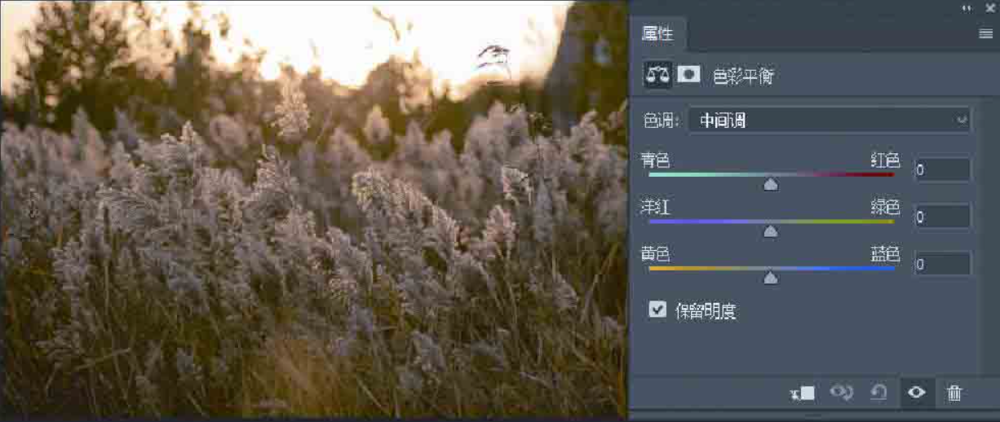 属性
色彩平衡
色调: 中间调
青色 红色 0
洋红 绿色 0
黄色 蓝色 0
保留明度